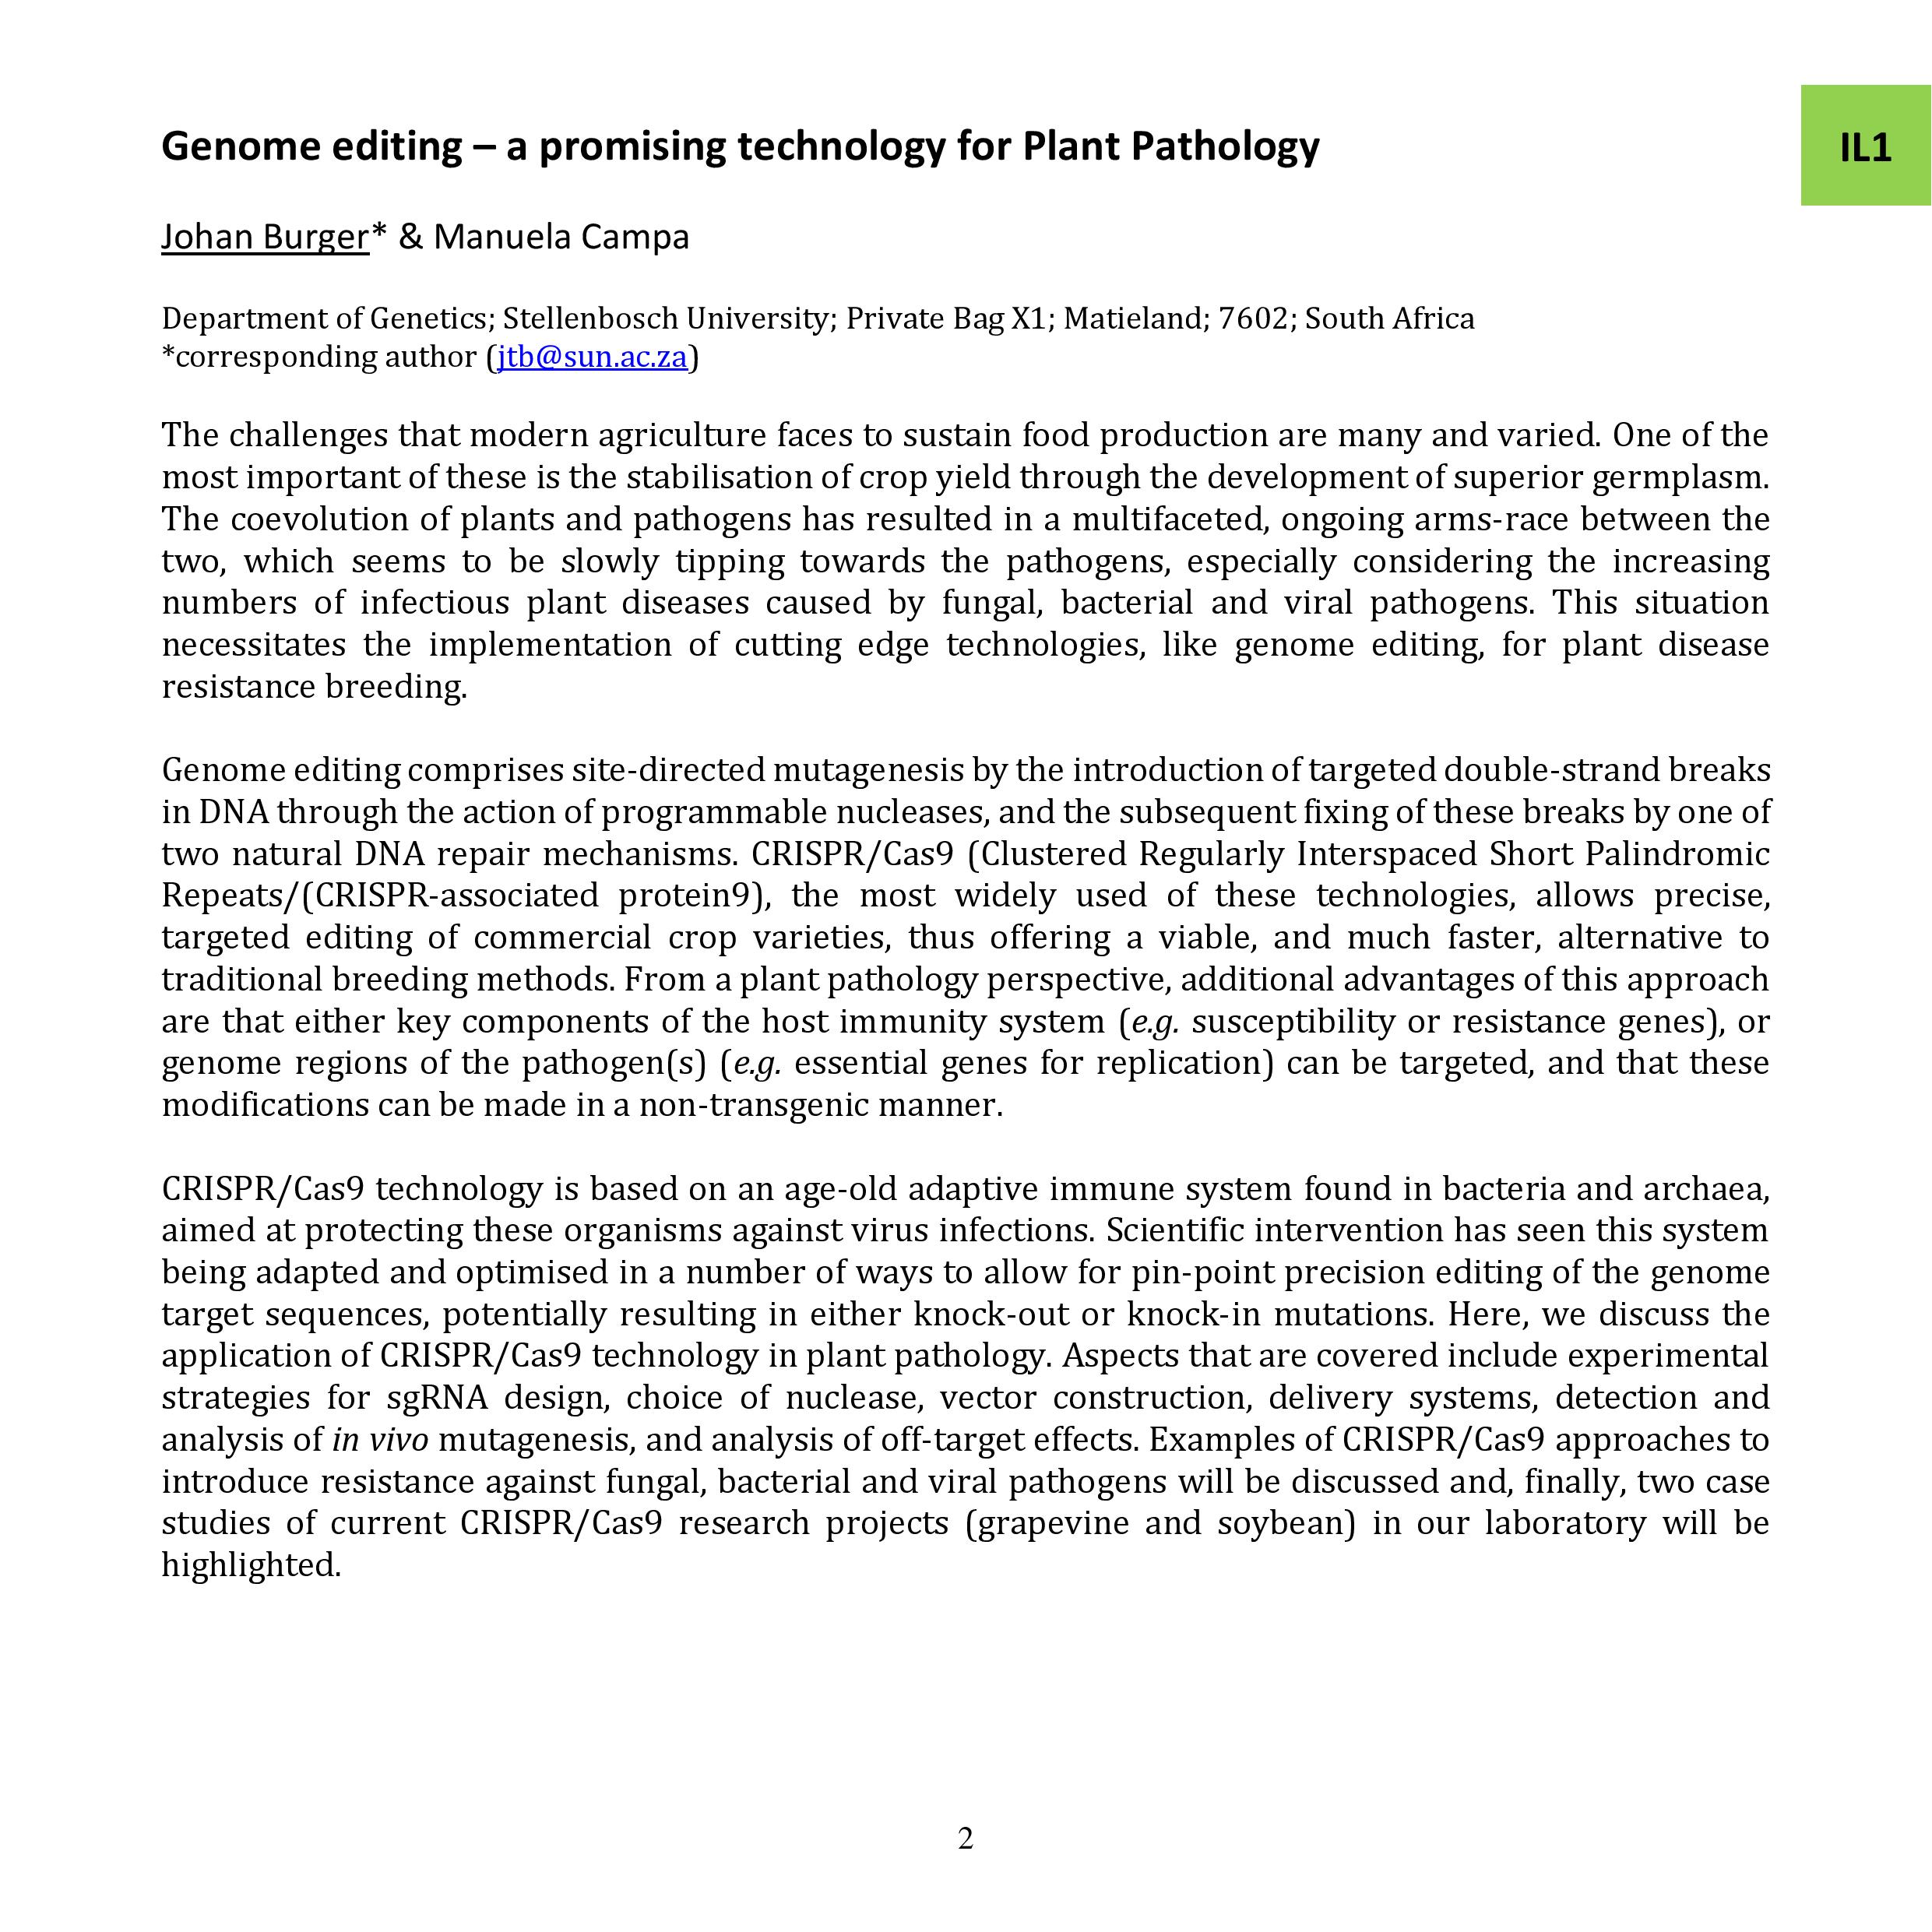 Genome editing – a promising technology for Plant Pathology
IL1
Johan Burger* & Manuela Campa
Department of Genetics; Stellenbosch University; Private Bag X1; Matieland; 7602; South Africa
*corresponding author (jtb@sun.ac.za)
The challenges that modern agriculture faces to sustain food production are many and varied. One of the
most important of these is the stabilisation of crop yield through the development of superior germplasm.
The coevolution of plants and pathogens has resulted in a multifaceted, ongoing arms-race between the
two, which seems to be slowly tipping towards the pathogens, especially considering the increasing
numbers of infectious plant diseases caused by fungal, bacterial and viral pathogens. This situation
necessitates the implementation of cutting edge technologies, like genome editing, for plant disease
resistance breeding.
Genome editing comprises site-directed mutagenesis by the introduction of targeted double-strand breaks
in DNA through the action of programmable nucleases, and the subsequent fixing of these breaks by one of
two natural DNA repair mechanisms. CRISPR/Cas9 (Clustered Regularly Interspaced Short Palindromic
Repeats/(CRISPR-associated protein9), the most widely used of these technologies, allows precise,
targeted editing of commercial crop varieties, thus offering a viable, and much faster, alternative to
traditional breeding methods. From a plant pathology perspective, additional advantages of this approach
are that either key components of the host immunity system (e.g. susceptibility or resistance genes), or
genome regions of the pathogen(s) (e.g. essential genes for replication) can be targeted, and that these
modifications can be made in a non-transgenic manner.
CRISPR/Cas9 technology is based on an age-old adaptive immune system found in bacteria and archaea,
aimed at protecting these organisms against virus infections. Scientific intervention has seen this system
being adapted and optimised in a number of ways to allow for pin-point precision editing of the genome
target sequences, potentially resulting in either knock-out or knock-in mutations. Here, we discuss the
application of CRISPR/Cas9 technology in plant pathology. Aspects that are covered include experimental
strategies for sgRNA design, choice of nuclease, vector construction, delivery systems, detection and
analysis of in vivo mutagenesis, and analysis of off-target effects. Examples of CRISPR/Cas9 approaches to
introduce resistance against fungal, bacterial and viral pathogens will be discussed and, finally, two case
studies of current CRISPR/Cas9 research projects (grapevine and soybean) in our laboratory will be
highlighted.
2